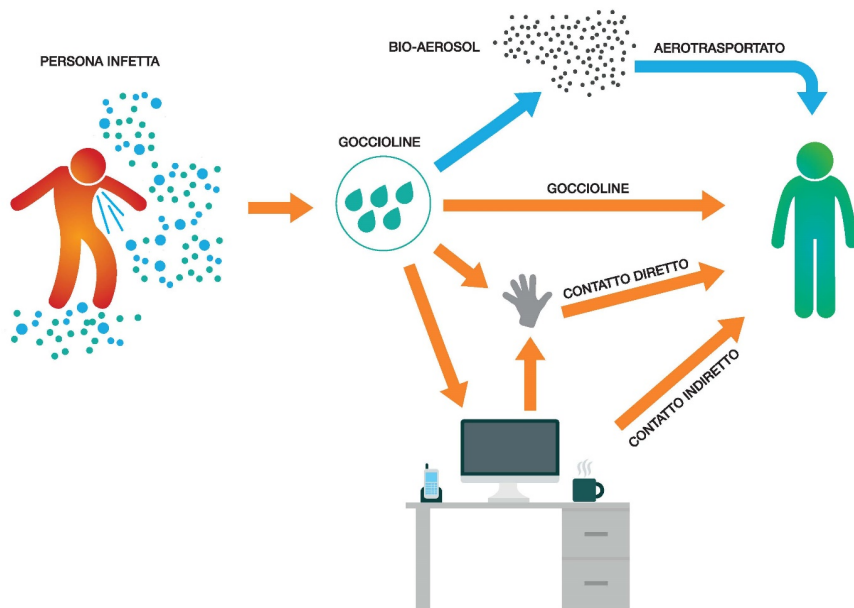 BIO-AEROSOL
AEROTRASPORTATO
PERSONA INFETTA
GOCCIOLINE
GOCCIOLINE
CONTATTO DIRETTO
CONTATTO INDIRETTO